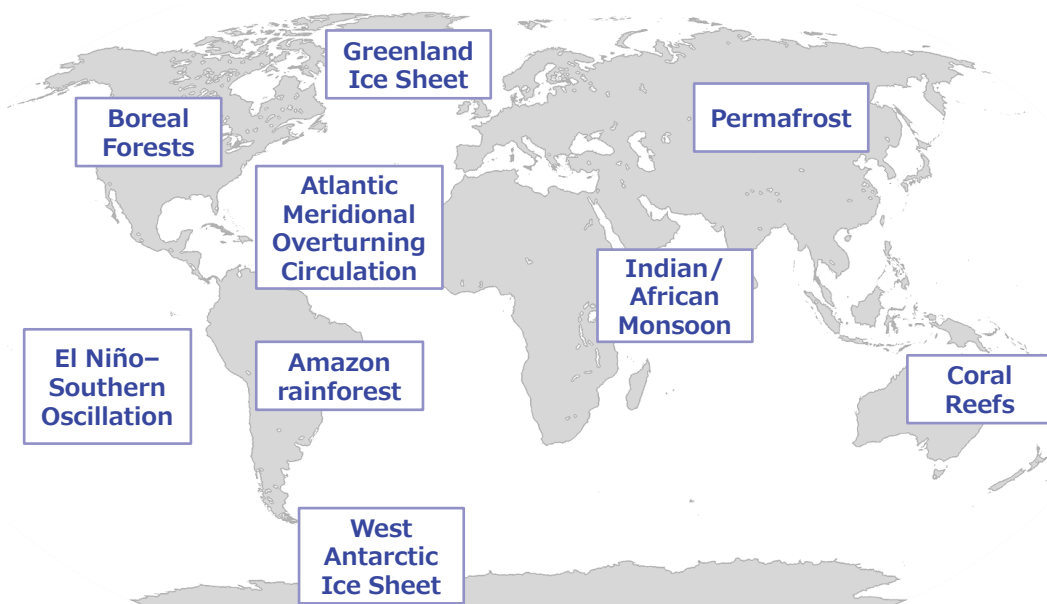 Greenland
Ice Sheet
Boreal
Forests
Permafrost
Atlantic
Meridional
Overturning
Circulation
Indian/
African
Monsoon
El Niño–
Southern
Oscillation
Amazon
rainforest
Coral
Reefs
West
Antarctic
Ice Sheet